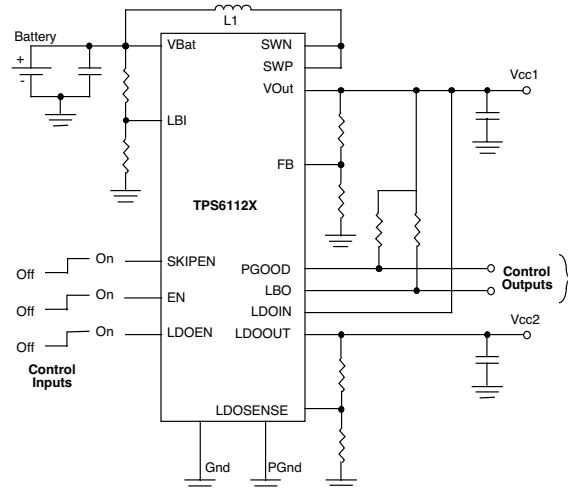 L1
Battery
+
-
VBat
SWN
SWP
VOut
Vcc1
LBI
FB
TPS6112X
Off
On
SKIPEN
Off
On
EN
Off
On
LDOEN
Control
Inputs
PGOOD
LBO
LDOIN
LDOOUT
Control
Outputs
Vcc2
LDOSENSE
Gnd
PGnd